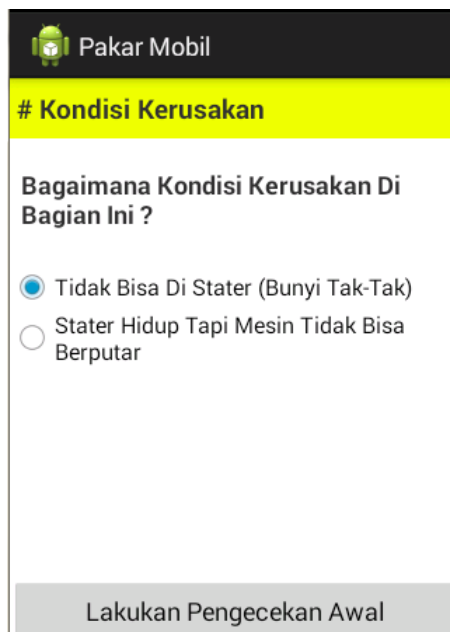 Pakar Mobil
# Kondisi Kerusakan
Bagaimana Kondisi Kerusakan Di
Bagian Ini ?
Tidak Bisa Di Stater (Bunyi Tak-Tak)
Stater Hidup Tapi Mesin Tidak Bisa
Berputar
Lakukan Pengecekan Awal